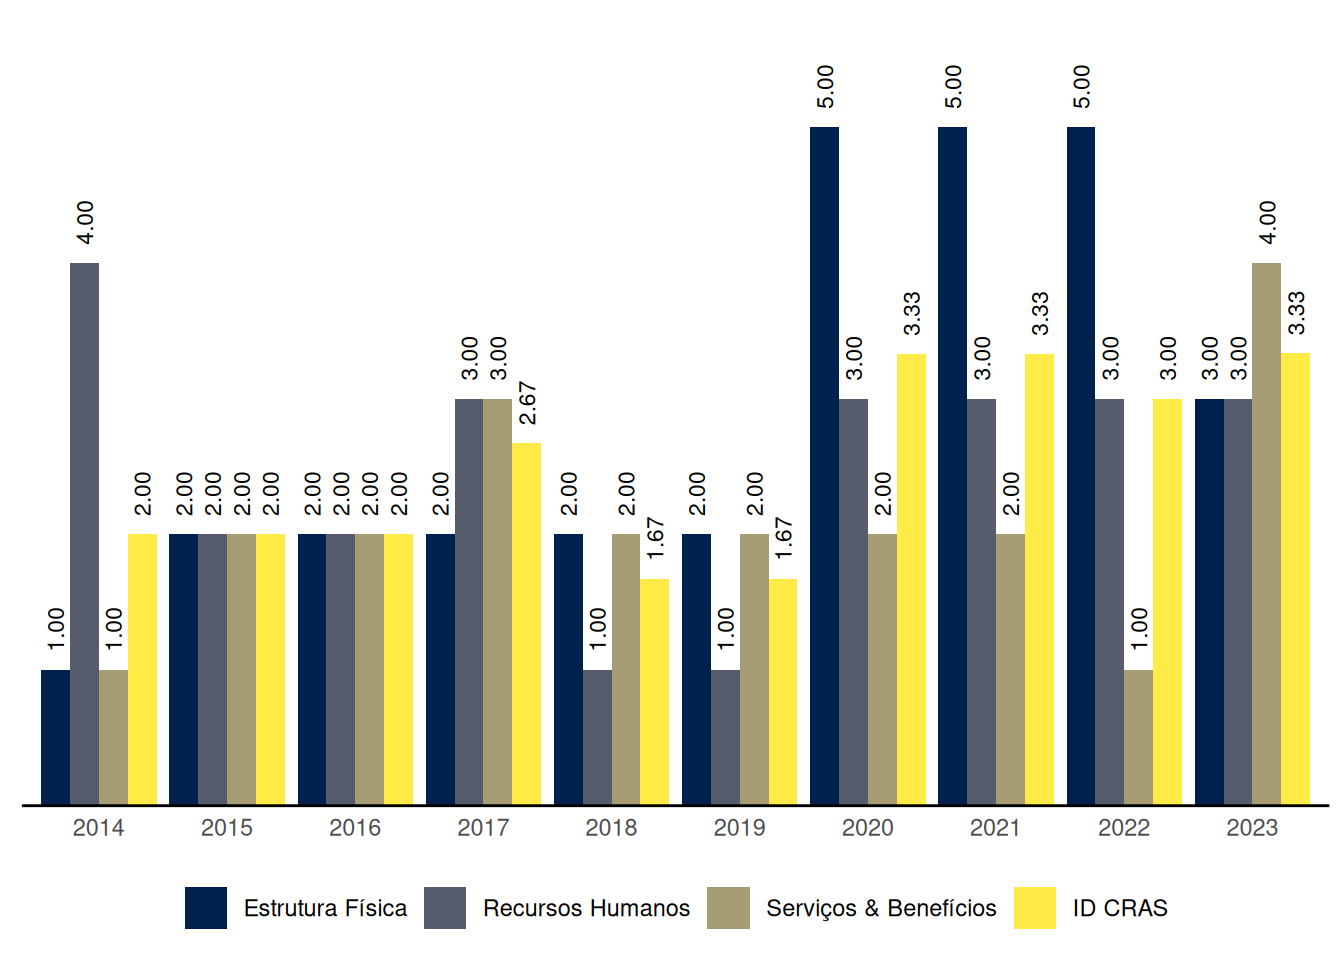 5.00 5.00 5.00
4.00 4.00
3.33 3.33 3.33
3.00 3.00 3.00 3.00 3.00 3.00 3.00 3.00
2.67
2.00 2.00 2.00 2.00 2.00 2.00 2.00 2.00 2.00 2.00 2.00 2.00 2.00 2.00 2.00 2.00
1.67 1.67
1.00 1.00 1.00 1.00 1.00
2014 2015 2016 2017 2018 2019 2020 2021 2022 2023
Estrutura Física Recursos Humanos Serviços & Benefícios ID CRAS